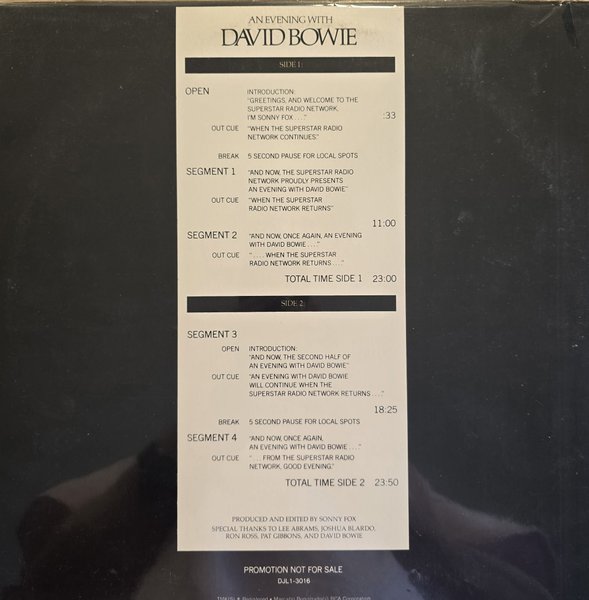 AN EVENING WITH
DAVID BOWIE
SIDE 1:
OPEN INTRODUCTION:
"GREETINGS, AND WELCOME TO THE
SUPERSTAR RADIO NETWORK,
I'M SONNY FOX . . ." :33
OUT CUE "WHEN THE SUPERSTAR RADIO
NETWORK CONTINUES."
BREAK 5 SECOND PAUSE FOR LOCAL SPOTS
SEGMENT 1 "AND NOW, THE SUPERSTAR RADIO
NETWORK PROUDLY PRESENTS
AN EVENING WITH DAVID BOWIE"
OUT CUE "WHEN THE SUPERSTAR
RADIO NETWORK RETURNS"
11:00
SEGMENT 2 "AND NOW, ONCE AGAIN, AN EVENING
WITH DAVID BOWIE . . ."
OUT CUE ". . . . WHEN THE SUPERSTAR
RADIO NETWORK RETURNS . . ."
TOTAL TIME SIDE 1 23:00
SIDE 2:
SEGMENT 3
OPEN INTRODUCTION:
"AND NOW, THE SECOND HALF OF
AN EVENING WITH DAVID BOWIE"
OUT CUE "AN EVENING WITH DAVID BOWIE
WILL CONTINUE WHEN THE
SUPERSTAR RADIO NETWORK RETURNS . . ."
18:25
BREAK 5 SECOND PAUSE FOR LOCAL SPOTS
SEGMENT 4 "AND NOW, ONCE AGAIN,
AN EVENING WITH DAVID BOWIE . . ."
OUT CUE ". . . FROM THE SUPERSTAR RADIO
NETWORK, GOOD EVENING."
TOTAL TIME SIDE 2 23:50
PRODUCED AND EDITED BY SONNY FOX
SPECIAL THANKS TO LEE ABRAMS, JOSHUA BLARDO,
RON ROSS, PAT GIBBONS, AND DAVID BOWIE
PROMOTION NOT FOR SALE
DJL1-3016